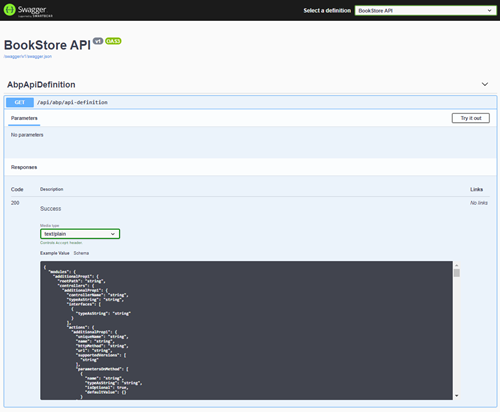 Swagger
Supported by SMARTBEAR
Select a definition
BookStore API
BookStore API v1 OAS3
/swagger/v1/swagger.json
AbpApiDefinition
GET /api/abp/api-definition
Parameters
Try it out
No parameters
Responses
Code Description Links
200 Success No links
Media type
text/plain
Controls Accept header.
Example Value Schema
{
"modules": {
"additionalProp1": {
"rootPath": "string",
"controllers": {
"additionalProp1": {
"controllerName": "string",
"typeAsString": "string",
"interfaces": [
{
"typeAsString": "string"
}
],
"actions": {
"additionalProp1": {
"uniqueName": "string",
"name": "string",
"httpMethod": "string",
"url": "string",
"supportedVersions": [
"string"
],
"parametersOnMethod": [
{
"name": "string",
"typeAsString": "string",
"isOptional": true,
"defaultValue": {}
}